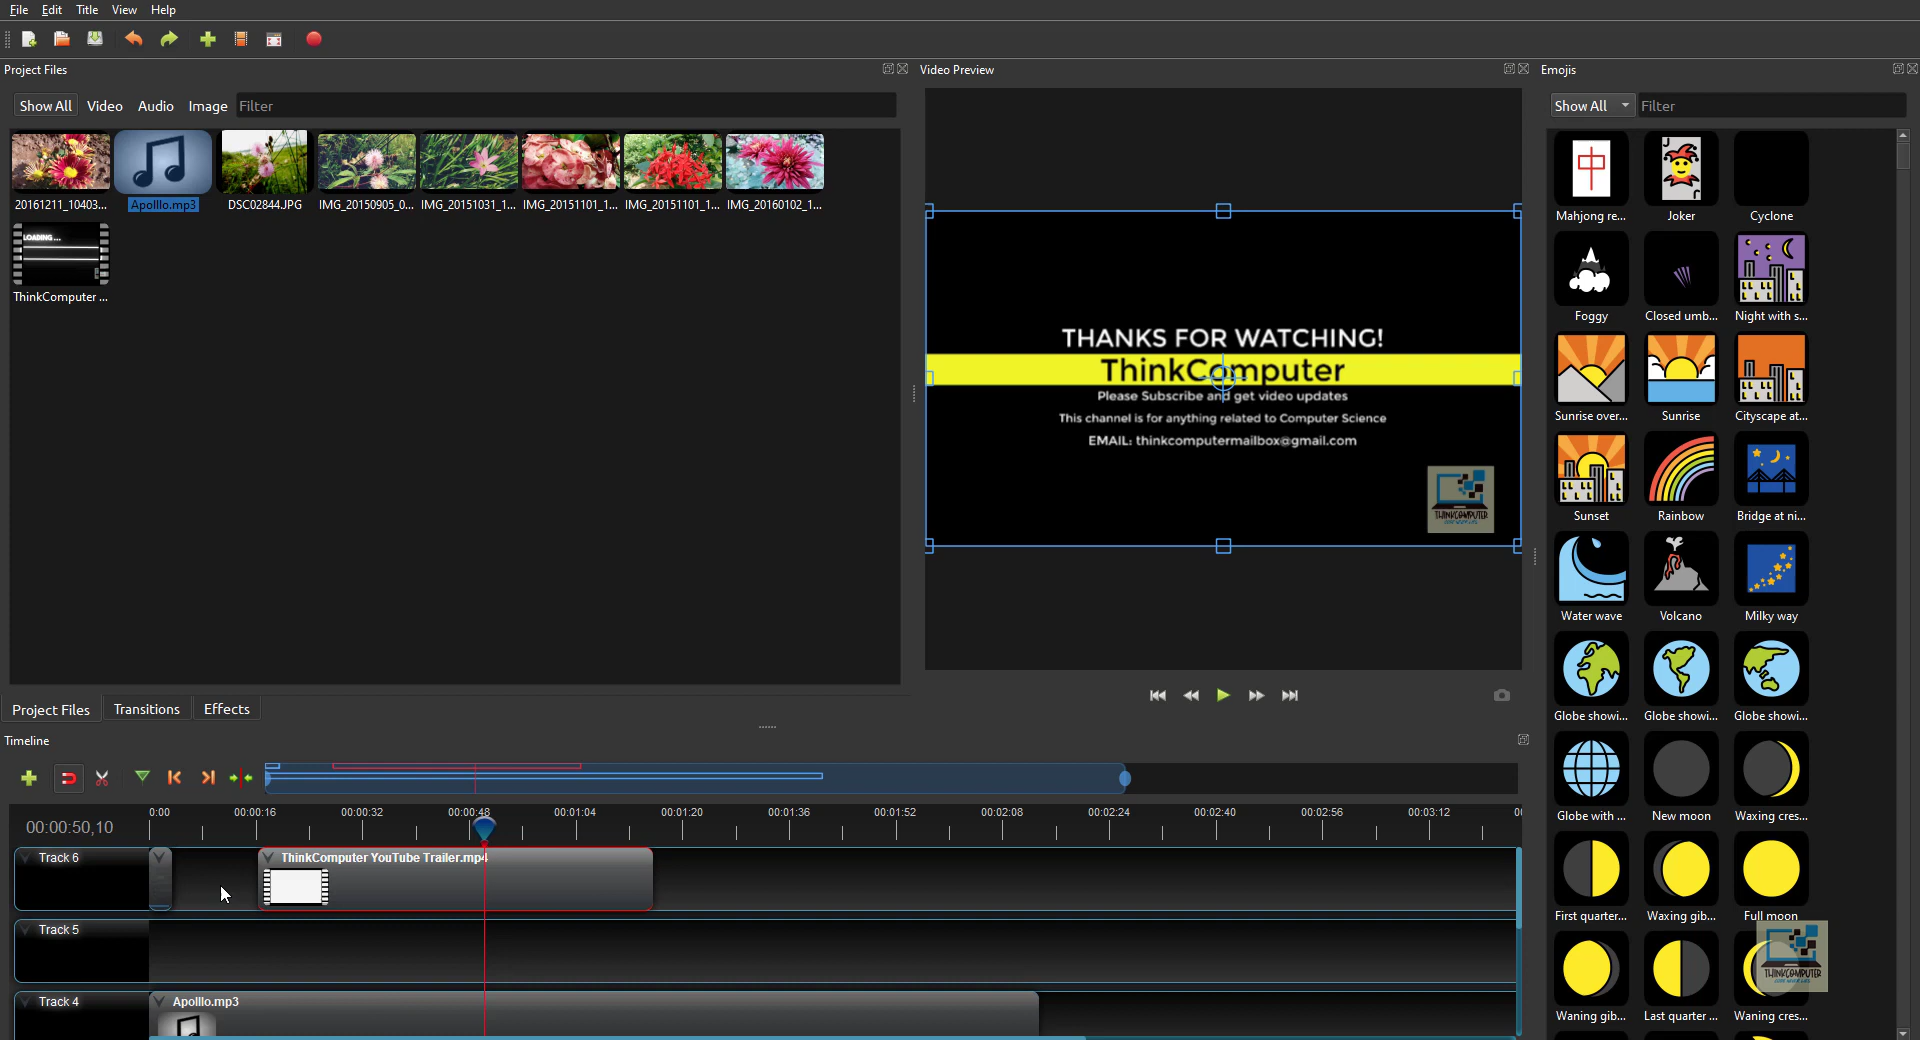 File Edit Title View Help
Project Files
Video Preview
Emojis
Show All Video Audio Image Filter
Show All Filter
20161211_10403... Apolllo.mp3 DSC02844.JPG IMG_20150905_0... IMG_20151031_1... IMG_20151101_1... IMG_20151101_1... IMG_20160102_1...
LOADING ...
ThinkComputer ...
THANKS FOR WATCHING!
ThinkComputer
Please Subscribe and get video updates
This channel is for anything related to Computer Science
EMAIL: thinkcomputermailbox@gmail.com
THINKCOMPUTER
Mahjong re... Joker Cyclone
Foggy Closed umb... Night with s...
Sunrise over... Sunrise Cityscape at...
Sunset Rainbow Bridge at ni...
Water wave Volcano Milky way
Globe showi... Globe showi... Globe showi...
Globe with ... New moon Waxing cres...
First quarter... Waxing gib... Full moon
THINKCOMPUTER
Waning gib... Last quarter ... Waning cres...
Project Files Transitions Effects
Timeline
00:00:50,10
0:00 00:00:16 00:00:32 00:00:48 00:01:04 00:01:20 00:01:36 00:01:52 00:02:08 00:02:24 00:02:40 00:02:56 00:03:12
Track 6
ThinkComputer YouTube Trailer.mp4
Track 5
Track 4
Apolllo.mp3